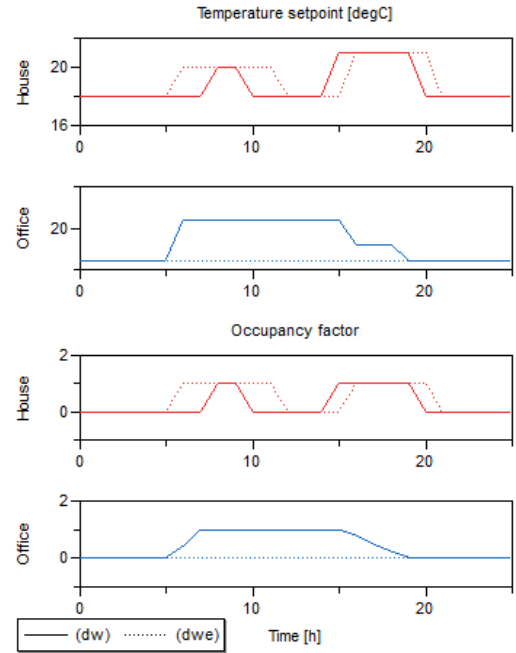 Temperature setpoint [degC]
House
20
16
0
10
20
Office
20
0
10
20
Occupancy factor
House
2
0
0
10
20
Office
2
0
0
10
20
(dw)
(dwe)
Time [h]